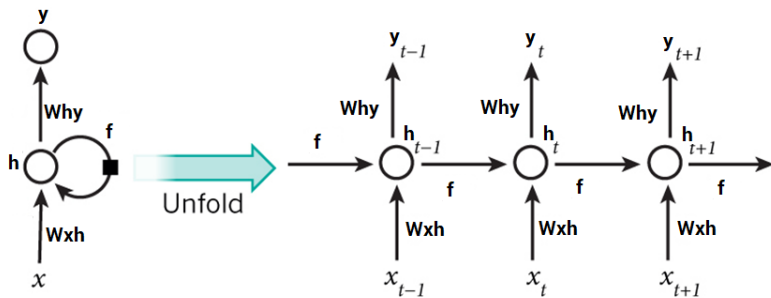 y
Why
f
h
Wxh
x
Unfold
y t−1
y t
y t+1
Why
Why
Why
f
h t−1
h t
h t+1
f
f
f
Wxh
Wxh
Wxh
x t−1
x t
x t+1